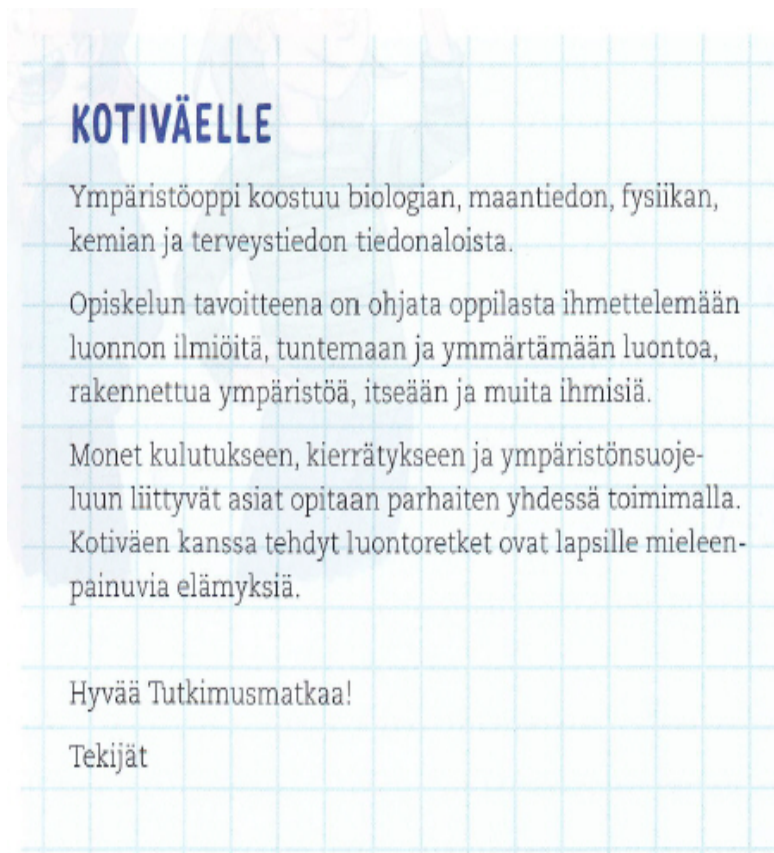 KOTIVÄELLE
Ympäristöoppi koostuu biologian, maantiedon, fysiikan,
kemian ja terveystiedon tiedonaloista.
Opiskelun tavoitteena on ohjata oppilasta ihmettelemään
luonnon ilmiöitä, tuntemaan ja ymmärtämään luontoa,
rakennettua ympäristöä, itseään ja muita ihmisiä.
Monet kulutukseen, kierrätykseen ja ympäristönsuoje-
luun liittyvät asiat opitaan parhaiten yhdessä toimimalla.
Kotiväen kanssa tehdyt luontoretket ovat lapsille mieleen-
painuvia elämyksiä.
Hyvää Tutkimusmatkaa!
Tekijät